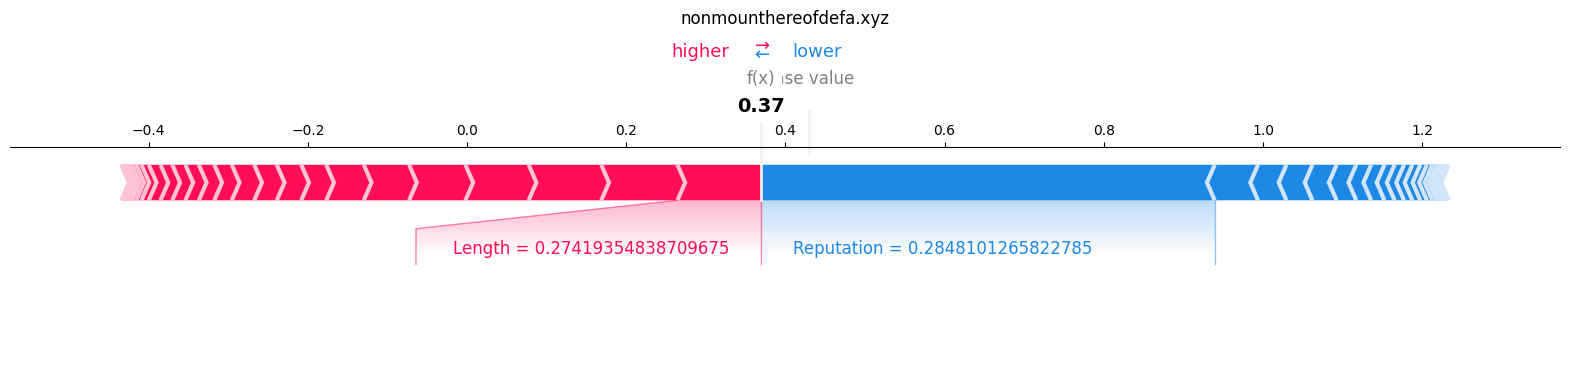 nonmounthereofdefa.xyz
higher → ← lower
f(x) ase value
0.37
−0.4 −0.2 0.0 0.2 0.4 0.6 0.8 1.0 1.2
Length = 0.27419354838709675 Reputation = 0.2848101265822785